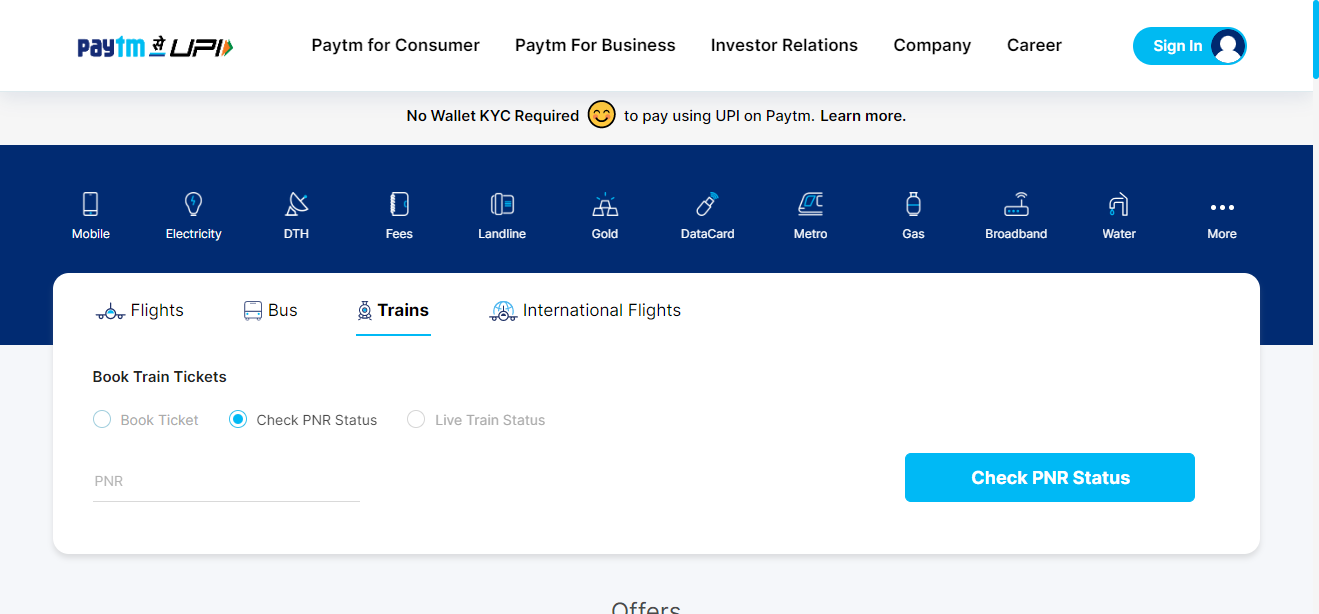 paytm से UPI
Paytm for Consumer Paytm For Business Investor Relations Company Career Sign In
No Wallet KYC Required to pay using UPI on Paytm. Learn more.
Mobile Electricity DTH Fees Landline Gold DataCard Metro Gas Broadband Water More
Flights Bus Trains International Flights
Book Train Tickets
Book Ticket Check PNR Status Live Train Status
PNR Check PNR Status
Offers